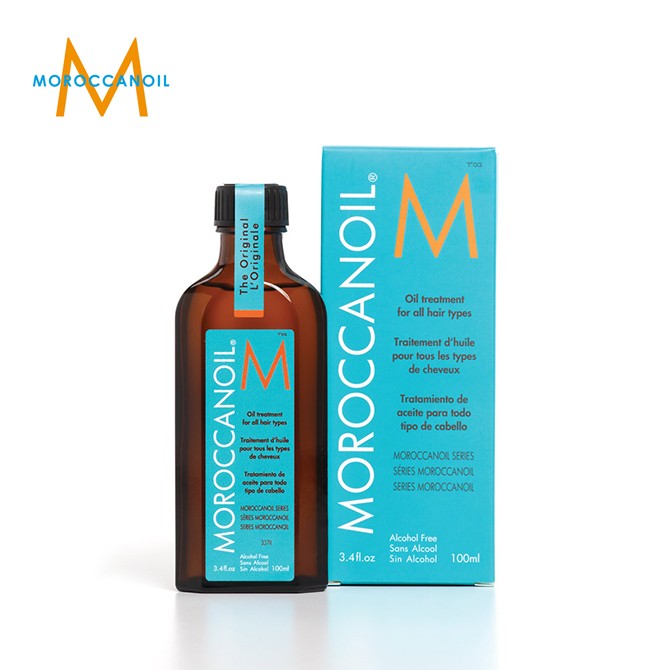 M
MOROCCANOIL
The Original
L'Originale
MOROCCANOIL®
M
Oil treatment
for all hair types
Traitement d'huile
pour tous les types
de cheveux
Tratamiento de
aceite para todo
tipo de cabello
MOROCCANOIL SERIES
SÉRIES MOROCCANOIL
SERIES MOROCCANOIL
Alcohol Free
Sans Alcool
3.4fl.oz Sin Alcohol 100ml
MOROCCANOIL®
M
Oil treatment
for all hair types
Traitement d'huile
pour tous les types
de cheveux
Tratamiento de
aceite para todo
tipo de cabello
MOROCCANOIL SERIES
SÉRIES MOROCCANOIL
SERIES MOROCCANOIL
Alcohol Free
Sans Alcool
3.4fl.oz Sin Alcohol 100ml